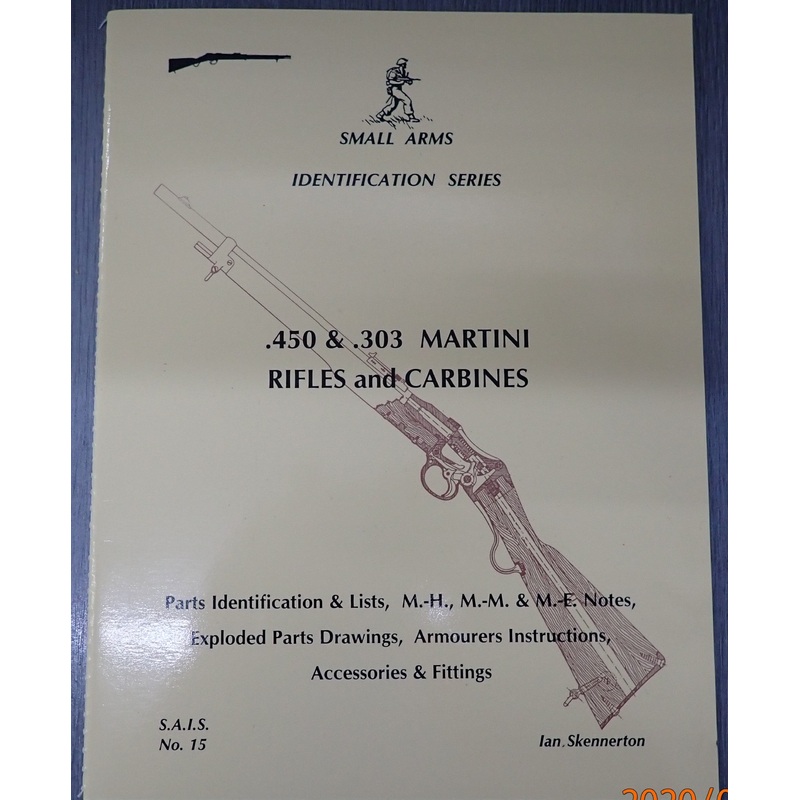 SMALL ARMS
IDENTIFICATION SERIES
.450 & .303 MARTINI
RIFLES and CARBINES
Parts Identification & Lists, M.-H., M.-M. & M.-E. Notes,
Exploded Parts Drawings, Armourers Instructions,
Accessories & Fittings
S.A.I.S.
No. 15
Ian. Skennerton